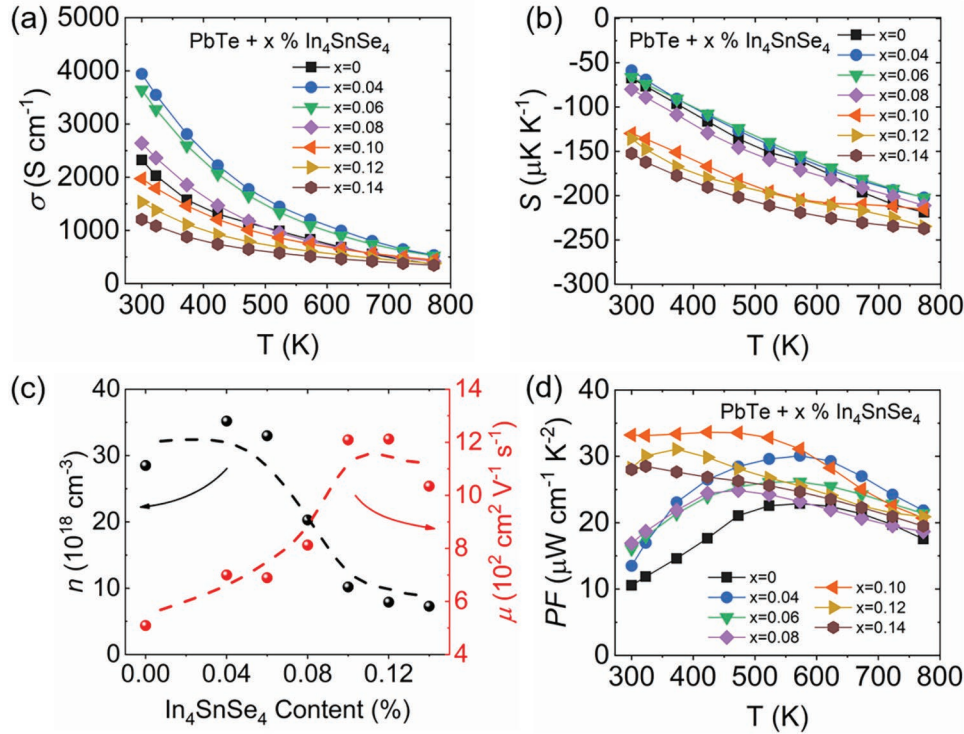 (a)
PbTe + x % In₄SnSe₄
x=0
x=0.04
x=0.06
x=0.08
x=0.10
x=0.12
x=0.14
5000
4000
3000
2000
1000
0
σ (S cm⁻¹)
300 400 500 600 700 800
T (K)
(b)
PbTe + x % In₄SnSe₄
x=0
x=0.04
x=0.06
x=0.08
x=0.10
x=0.12
x=0.14
-0
-50
-100
-150
-200
-250
-300
S (μK K⁻¹)
300 400 500 600 700 800
T (K)
(c)
40
30
20
10
0
n (10¹⁸ cm⁻³)
14
12
10
8
6
4
μ (10² cm² V⁻¹ s⁻¹)
0.00 0.04 0.08 0.12
In₄SnSe₄ Content (%)
(d)
PbTe + x % In₄SnSe₄
40
30
20
10
0
PF (μW cm⁻¹ K⁻²)
x=0
x=0.04
x=0.06
x=0.08
x=0.10
x=0.12
x=0.14
300 400 500 600 700 800
T (K)